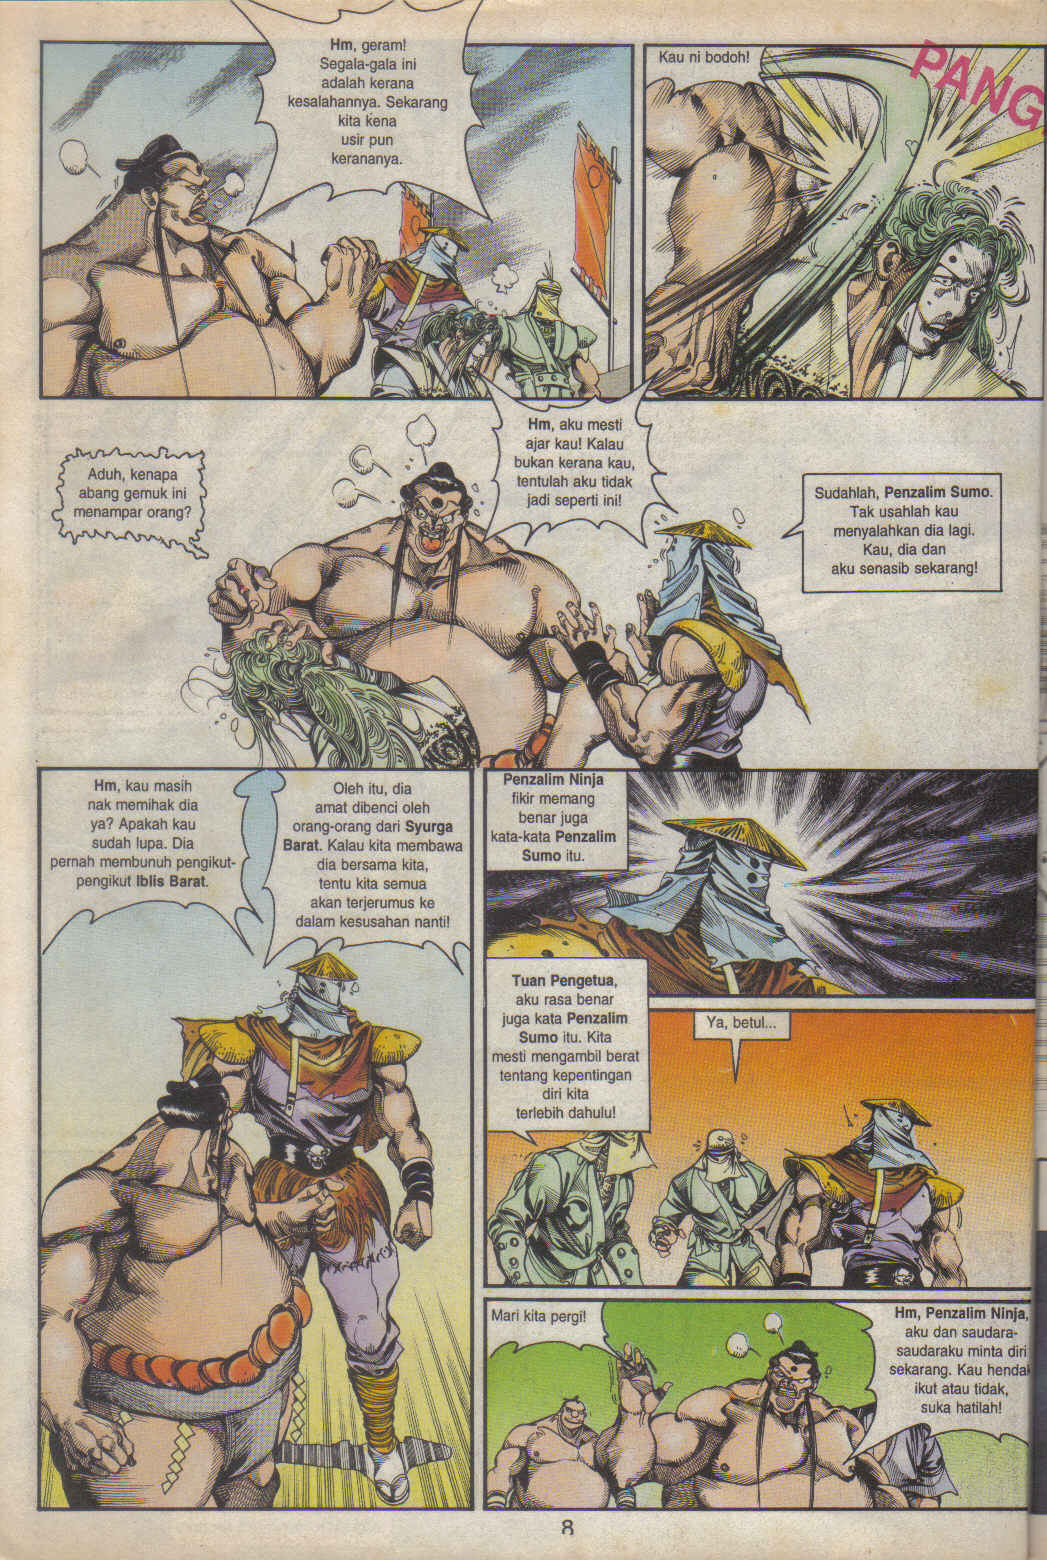 Hm, geram!
Segala-gala ini
adalah kerana
kesalahannya. Sekarang
kita kena
usir pun
kerananya.
Kau ni bodoh!
PANG
Aduh, kenapa
abang gemuk ini
menampar orang?
Hm, aku mesti
ajar kau! Kalau
bukan kerana kau,
tentulah aku tidak
jadi seperti ini!
Sudahlah, Penzalim Sumo.
Tak usahlah kau
menyalahkan dia lagi.
Kau, dia dan
aku senasib sekarang!
Hm, kau masih
nak memihak dia
ya? Apakah kau
sudah lupa. Dia
pernah membunuh pengikut-
pengikut Iblis Barat.
Oleh itu, dia
amat dibenci oleh
orang-orang dari Syurga
Barat. Kalau kita membawa
dia bersama kita,
tentu kita semua
akan terjerumus ke
dalam kesusahan nanti!
Penzalim Ninja
fikir memang
benar juga
kata-kata Penzalim
Sumo itu.
Tuan Pengetua,
aku rasa benar
juga kata Penzalim
Sumo itu. Kita
mesti mengambil berat
tentang kepentingan
diri kita
terlebih dahulu!
Ya, betul...
Mari kita pergi!
Hm, Penzalim Ninja,
aku dan saudara-
saudaraku minta diri
sekarang. Kau hendak
ikut atau tidak,
suka hatilah!
8